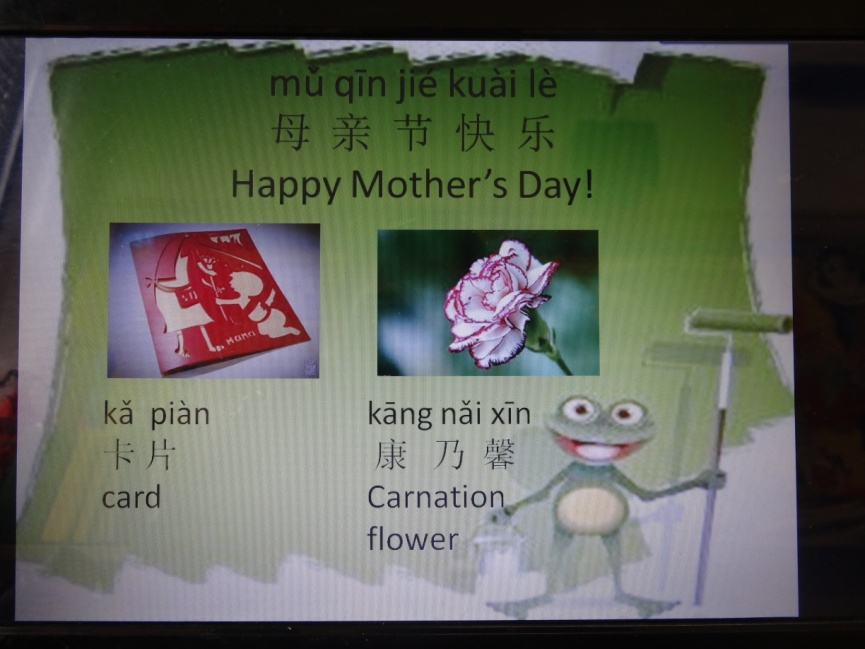 mǔ qīn jié kuài lè
母 亲 节 快 乐
Happy Mother's Day!
Mama
kǎ piàn
卡 片
card
kāng nǎi xīn
康 乃 馨
Carnation
flower